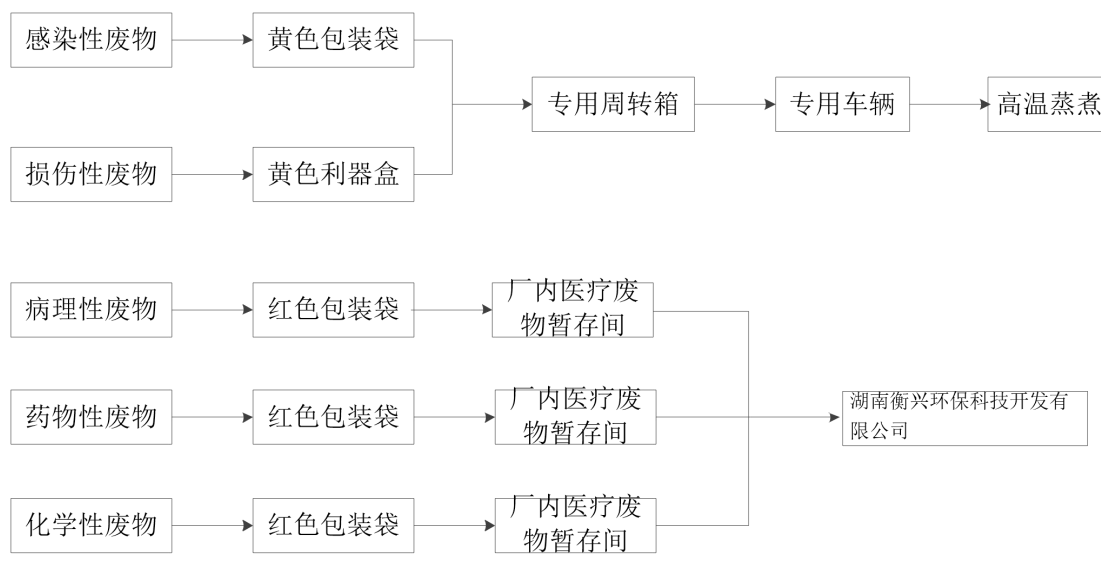 感染性废物
黄色包装袋
专用周转箱
专用车辆
高温蒸煮
损伤性废物
黄色利器盒
病理性废物
红色包装袋
厂内医疗废
物暂存间
药物性废物
红色包装袋
厂内医疗废
物暂存间
湖南衡兴环保科技开发有
限公司
化学性废物
红色包装袋
厂内医疗废
物暂存间